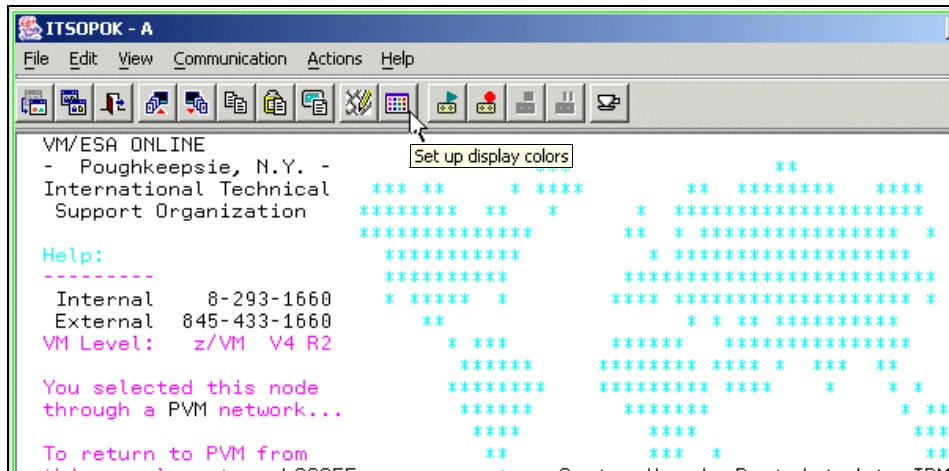 ITSOPOK - A
File Edit View Communication Actions Help
Set up display colors
VM/ESA ONLINE
- Poughkeepsie, N.Y. -
International Technical
Support Organization
Help:
---------
Internal 8-293-1660
External 845-433-1660
VM Level: z/VM V4 R2
You selected this node
through a PVM network...
To return to PVM from